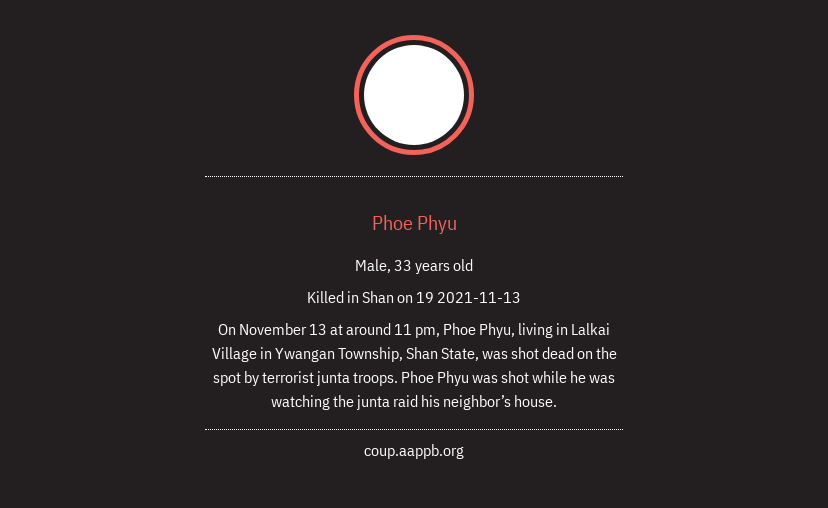 Phoe Phyu
Male, 33 years old
Killed in Shan on 19 2021-11-13
On November 13 at around 11 pm, Phoe Phyu, living in Lalkai
Village in Ywangan Township, Shan State, was shot dead on the
spot by terrorist junta troops. Phoe Phyu was shot while he was
watching the junta raid his neighbor’s house.
coup.aappb.org